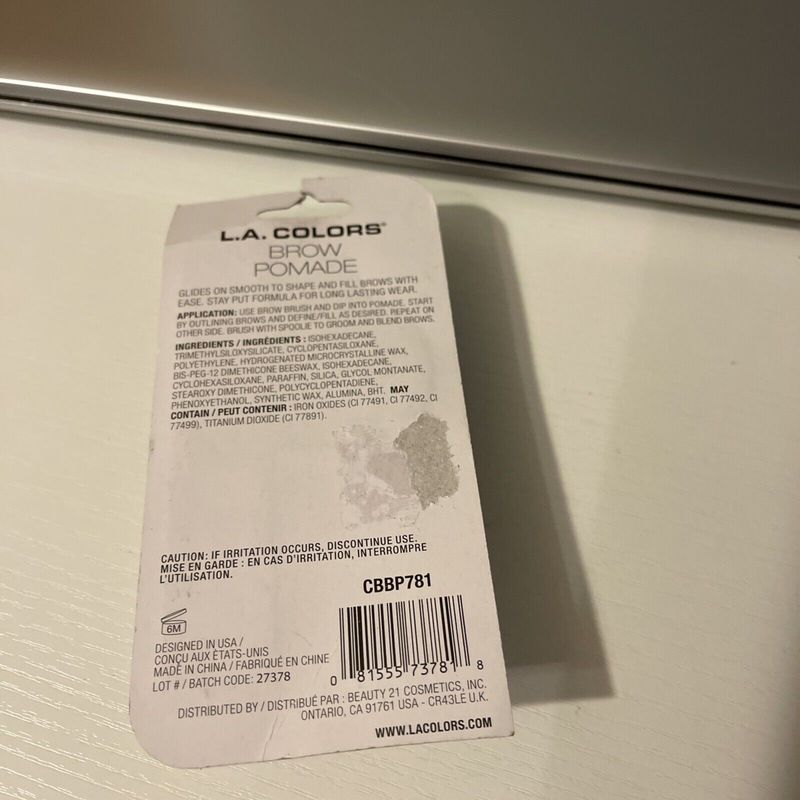 L.A. COLORS®
BROW
POMADE
GLIDES ON SMOOTH TO SHAPE AND FILL BROWS WITH
EASE. STAY PUT FORMULA FOR LONG LASTING WEAR.
APPLICATION: USE BROW BRUSH AND DIP INTO POMADE. START
BY OUTLINING BROWS AND DEFINE/FILL AS DESIRED. REPEAT ON
OTHER SIDE. BRUSH WITH SPOOLIE TO GROOM AND BLEND BROWS.
INGREDIENTS / INGRÉDIENTS : ISOHEXADECANE,
TRIMETHYLSILOXYSILICATE, CYCLOPENTASILOXANE,
POLYETHYLENE, HYDROGENATED MICROCRYSTALLINE WAX,
BIS-PEG-12 DIMETHICONE BEESWAX, ISOHEXADECANE,
CYCLOHEXASILOXANE, PARAFFIN, SILICA, GLYCOL MONTANATE,
STEAROXY DIMETHICONE, POLYCYCLOPENTADIENE,
PHENOXYETHANOL, SYNTHETIC WAX, ALUMINA, BHT. MAY
CONTAIN / PEUT CONTENIR : IRON OXIDES (CI 77491, CI 77492, CI
77499), TITANIUM DIOXIDE (CI 77891).
CAUTION: IF IRRITATION OCCURS, DISCONTINUE USE.
MISE EN GARDE : EN CAS D'IRRITATION, INTERROMPRE
L'UTILISATION.
CBBP781
6M
DESIGNED IN USA /
CONÇU AUX ÉTATS-UNIS
MADE IN CHINA / FABRIQUÉ EN CHINE
LOT # / BATCH CODE: 27378
0 81555 73781 8
DISTRIBUTED BY / DISTRIBUÉ PAR : BEAUTY 21 COSMETICS, INC.
ONTARIO, CA 91761 USA - CR43LE U.K.
WWW.LACOLORS.COM